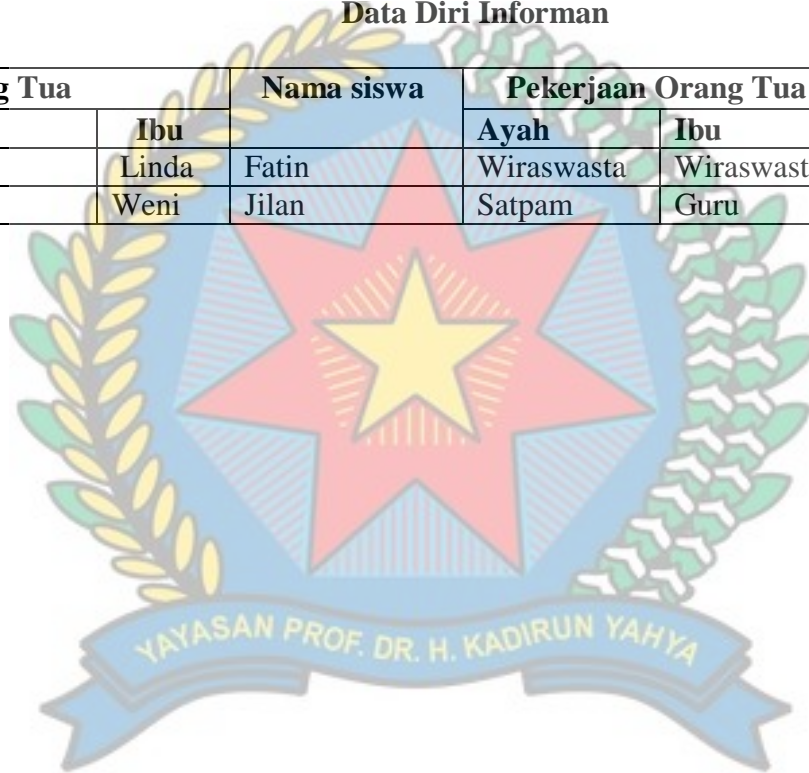 Data Diri Informan
g Tua Nama siswa Pekerjaan Orang Tua
Ibu Ayah Ibu
Linda Fatin Wiraswasta Wiraswast
Weni Jilan Satpam Guru
YAYASAN PROF. DR. H. KADIRUN YAHYA